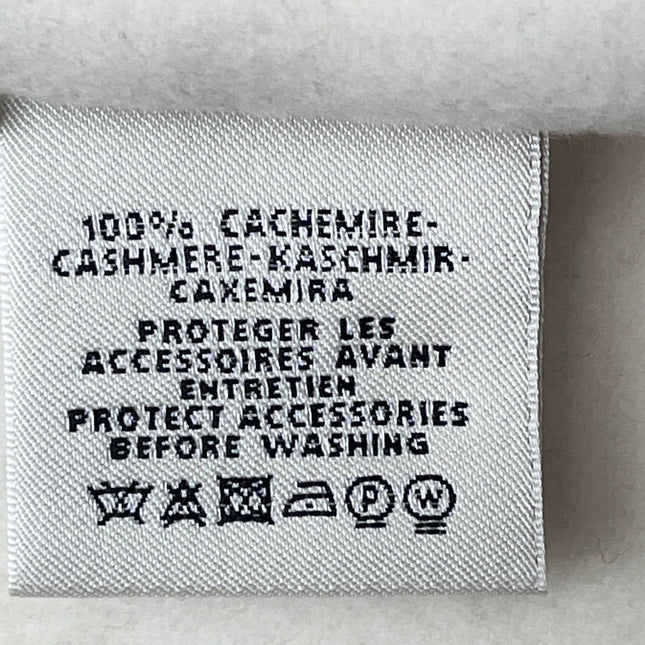 100% CACHEMIRE-
CASHMERE-KASCHMIR-
CAXEMIRA
PROTEGER LES
ACCESSOIRES AVANT
ENTRETIEN
PROTECT ACCESSORIES
BEFORE WASHING
P W